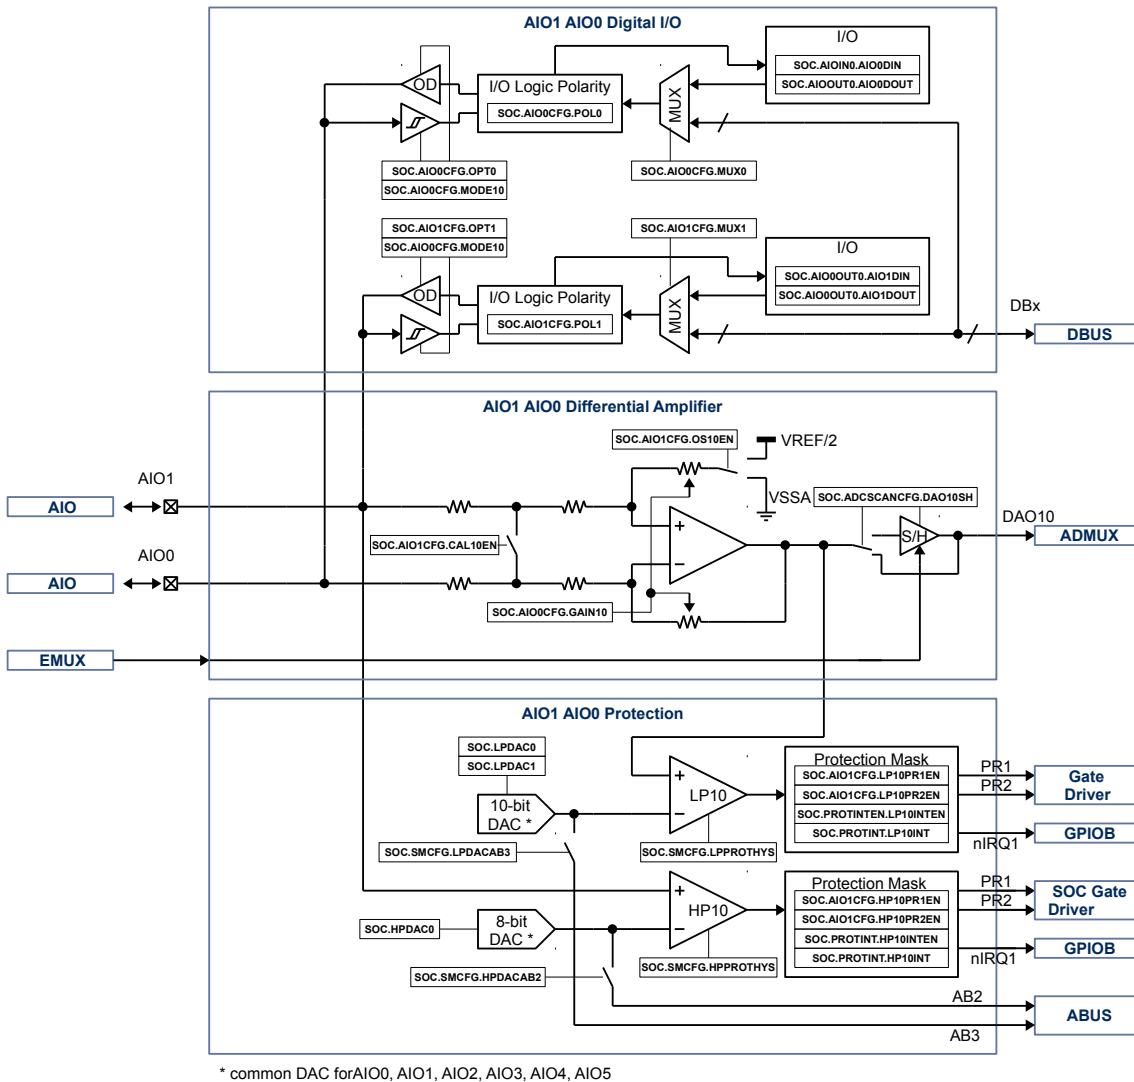 AIO1 AIO0 Digital I/O
I/O
SOC.AIOIN0.AIO0DIN
SOC.AIOOUT0.AIO0DOUT
OD
I/O Logic Polarity
SOC.AIO0CFG.POL0
MUX
SOC.AIO0CFG.OPT0
SOC.AIO0CFG.MODE10
SOC.AIO0CFG.MUX0
SOC.AIO1CFG.OPT1
SOC.AIO0CFG.MODE10
SOC.AIO1CFG.MUX1
I/O
SOC.AIO0OUT0.AIO1DIN
SOC.AIO0OUT0.AIO1DOUT
OD
I/O Logic Polarity
SOC.AIO1CFG.POL1
MUX
DBx
DBUS
AIO1 AIO0 Differential Amplifier
SOC.AIO1CFG.OS10EN
VREF/2
VSSA
SOC.ADCSCANCFG.DAO10SH
AIO1
AIO
DAO10
S/H
ADMUX
SOC.AIO1CFG.CAL10EN
AIO0
AIO
+
−
SOC.AIO0CFG.GAIN10
EMUX
AIO1 AIO0 Protection
SOC.LPDAC0
SOC.LPDAC1
10-bit
DAC *
+
−
LP10
Protection Mask
SOC.AIO1CFG.LP10PR1EN
SOC.AIO1CFG.LP10PR2EN
SOC.PROTINTEN.LP10INTEN
SOC.PROTINT.LP10INT
PR1
PR2
Gate
Driver
nIRQ1
GPIOB
SOC.SMCFG.LPDACAB3
SOC.SMCFG.LPPROTHYS
+
−
HP10
Protection Mask
SOC.AIO1CFG.HP10PR1EN
SOC.AIO1CFG.HP10PR2EN
SOC.PROTINT.HP10INTEN
SOC.PROTINT.HP10INT
PR1
PR2
SOC Gate
Driver
nIRQ1
GPIOB
SOC.HPDAC0
8-bit
DAC *
SOC.SMCFG.HPDACAB2
SOC.SMCFG.HPPROTHYS
AB2
AB3
ABUS
* common DAC forAIO0, AIO1, AIO2, AIO3, AIO4, AIO5